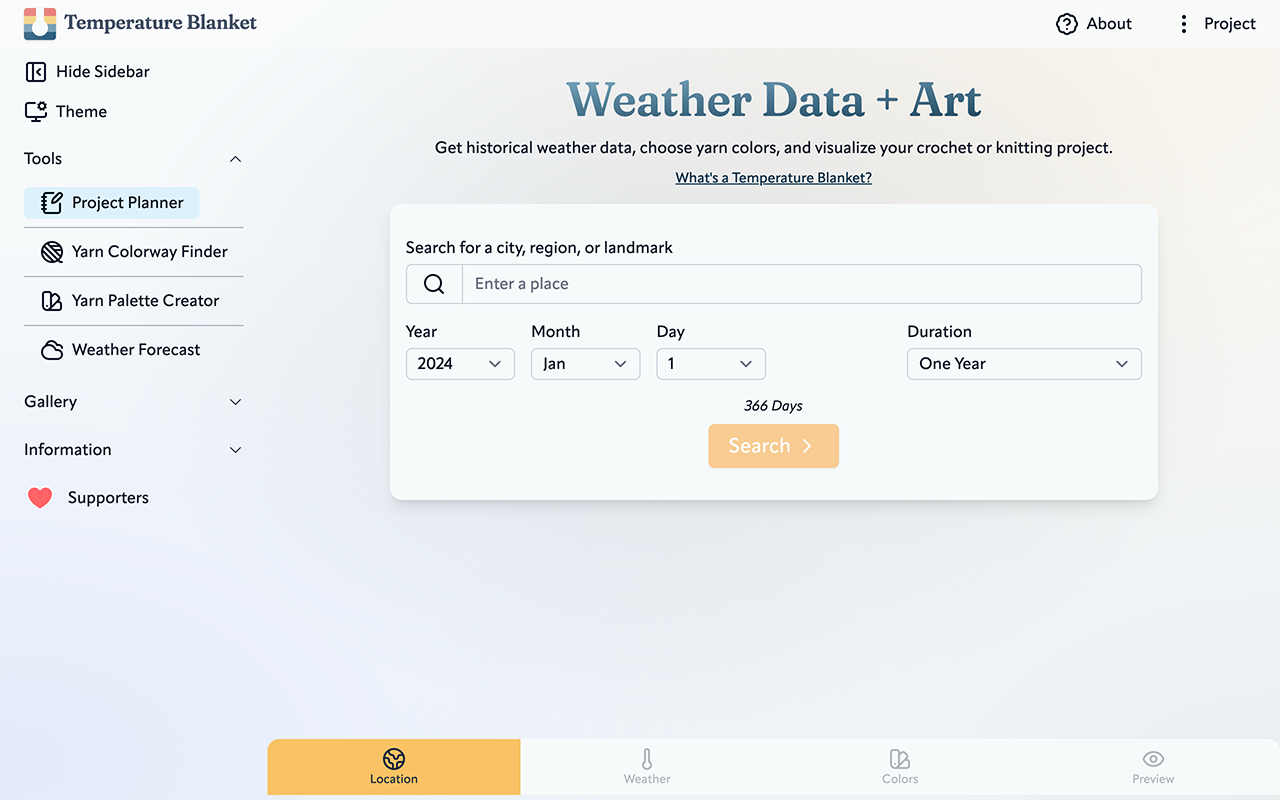 Temperature Blanket
About
Project
Hide Sidebar
Theme
Tools
Project Planner
Yarn Colorway Finder
Yarn Palette Creator
Weather Forecast
Gallery
Information
Supporters
Weather Data + Art
Get historical weather data, choose yarn colors, and visualize your crochet or knitting project.
What's a Temperature Blanket?
Search for a city, region, or landmark
Enter a place
Year Month Day Duration
2024 Jan 1 One Year
366 Days
Search
Location Weather Colors Preview